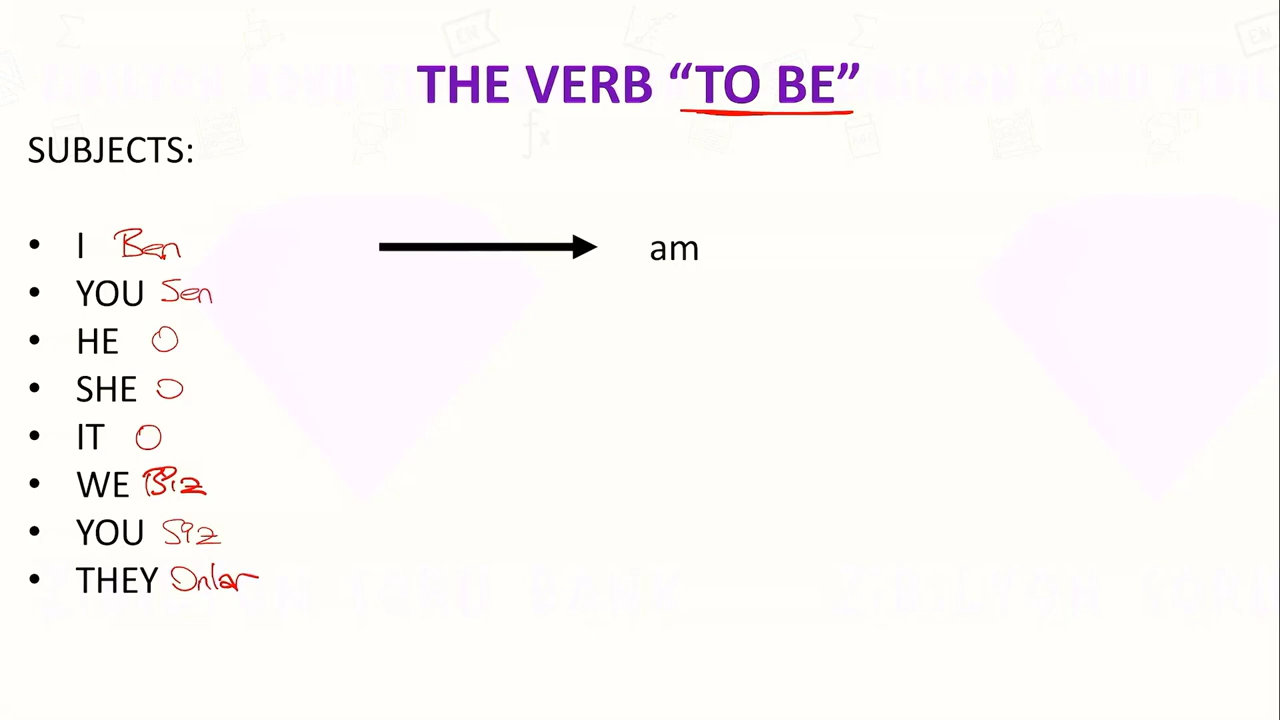 THE VERB “TO BE”
SUBJECTS:
• I Ben am
• YOU Sen
• HE O
• SHE O
• IT O
• WE Biz
• YOU Siz
• THEY Onlar